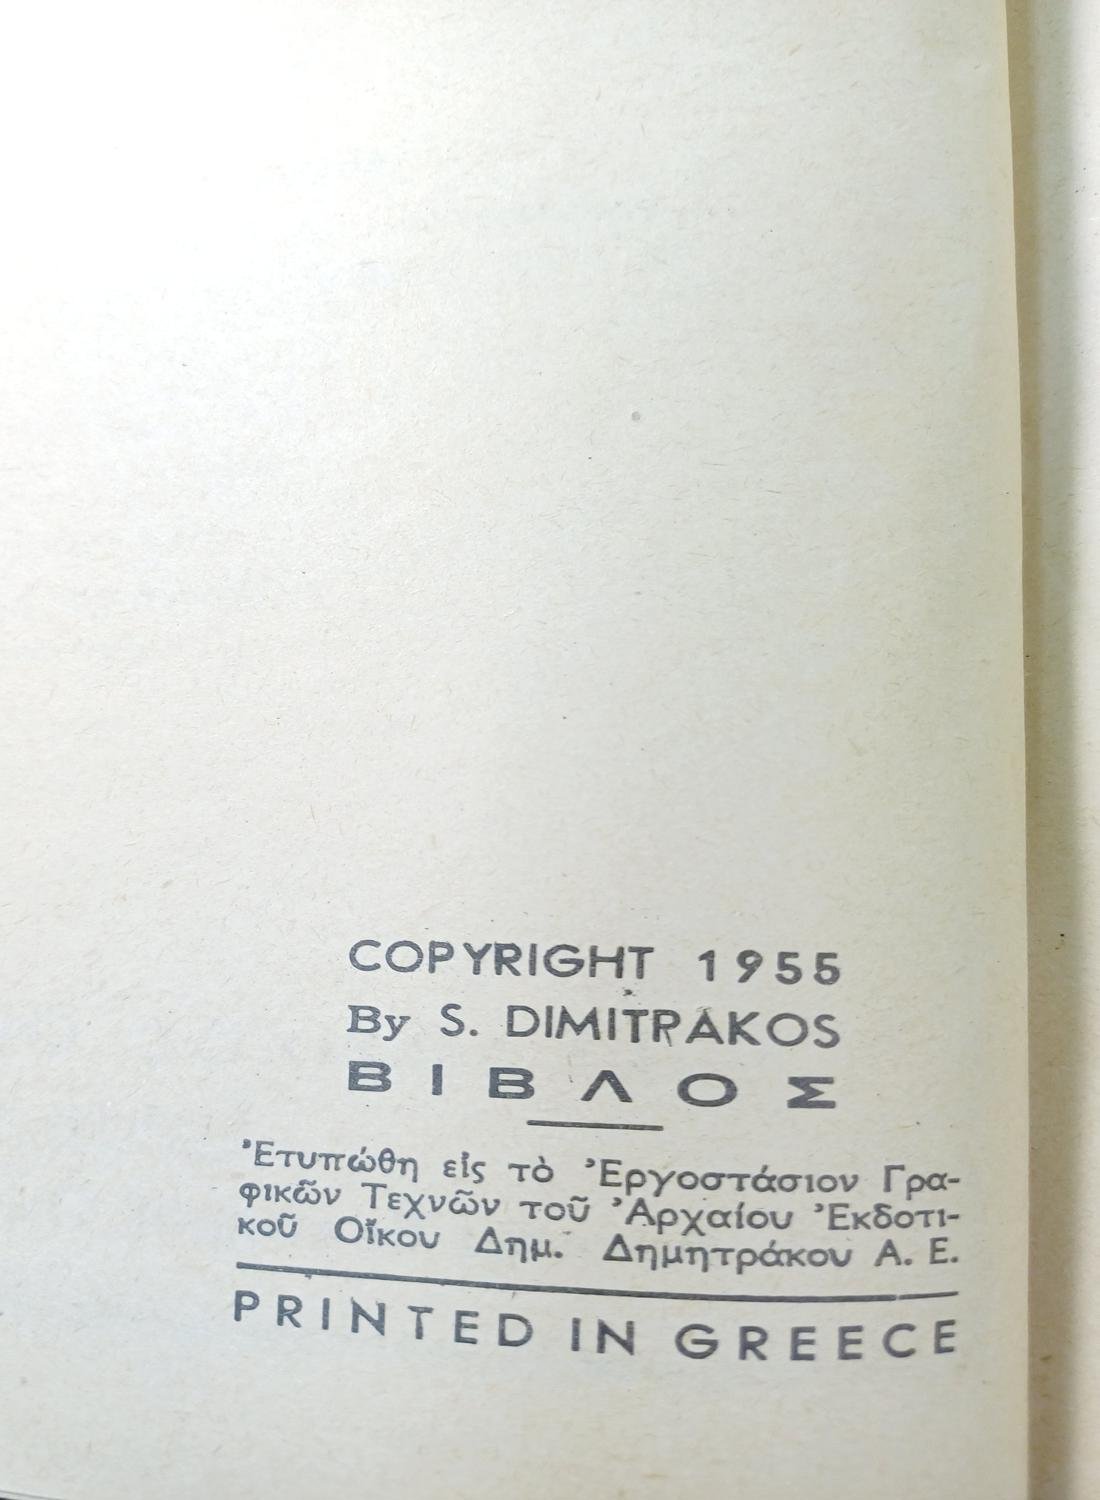 COPYRIGHT 1955
By S. DIMITRAKOS
ΒΙΒΛΟΣ
Ἐτυπώθη εἰς τὸ Ἐργοστάσιον Γρα-
φικῶν Τεχνῶν τοῦ Ἀρχαίου Ἐκδοτι-
κοῦ Οἴκου Δημ. Δημητράκου Α. Ε.
PRINTED IN GREECE